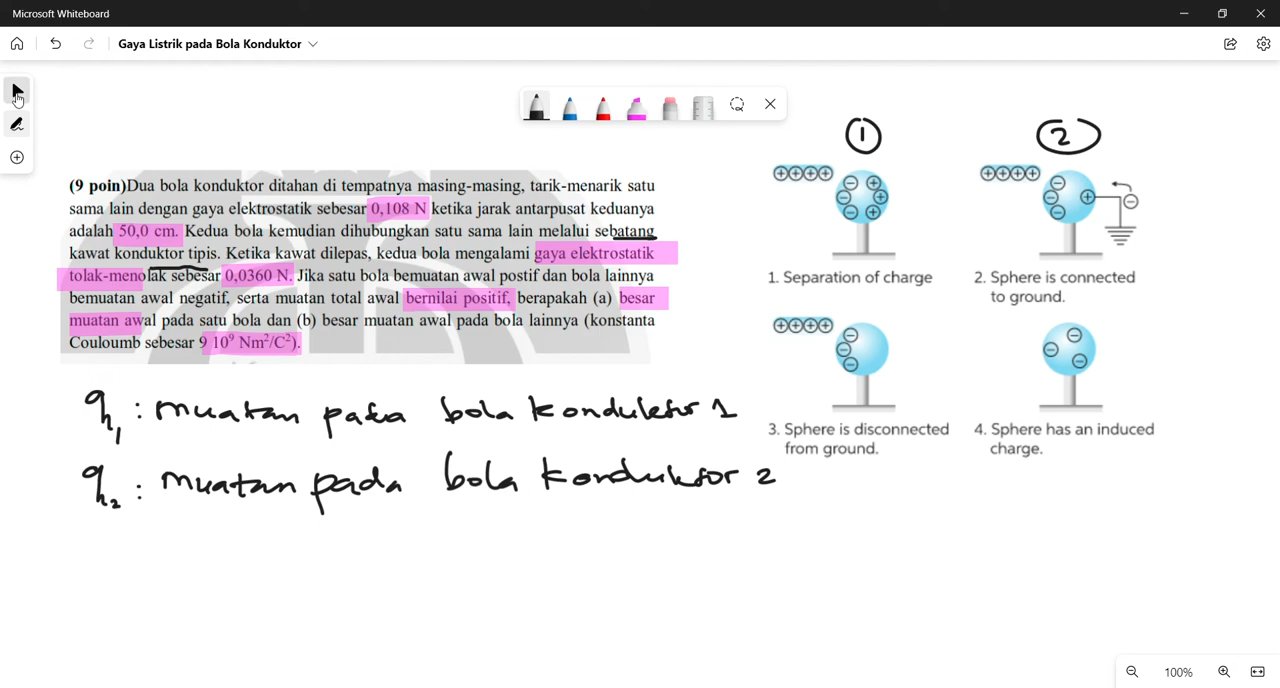 Microsoft Whiteboard
Gaya Listrik pada Bola Konduktor
(9 poin)Dua bola konduktor ditahan di tempatnya masing-masing, tarik-menarik satu
sama lain dengan gaya elektrostatik sebesar 0,108 N ketika jarak antarpusat keduanya
adalah 50,0 cm. Kedua bola kemudian dihubungkan satu sama lain melalui sebatang
kawat konduktor tipis. Ketika kawat dilepas, kedua bola mengalami gaya elektrostatik
tolak-menolak sebesar 0,0360 N. Jika satu bola bemuatan awal postif dan bola lainnya
bemuatan awal negatif, serta muatan total awal bernilai positif, berapakah (a) besar
muatan awal pada satu bola dan (b) besar muatan awal pada bola lainnya (konstanta
Couloumb sebesar 9 10⁹ Nm²/C²).
q₁ : muatan pada bola konduktor 1
q₂ : muatan pada bola konduktor 2
1
2
1. Separation of charge
2. Sphere is connected
to ground.
3. Sphere is disconnected
from ground.
4. Sphere has an induced
charge.
100%